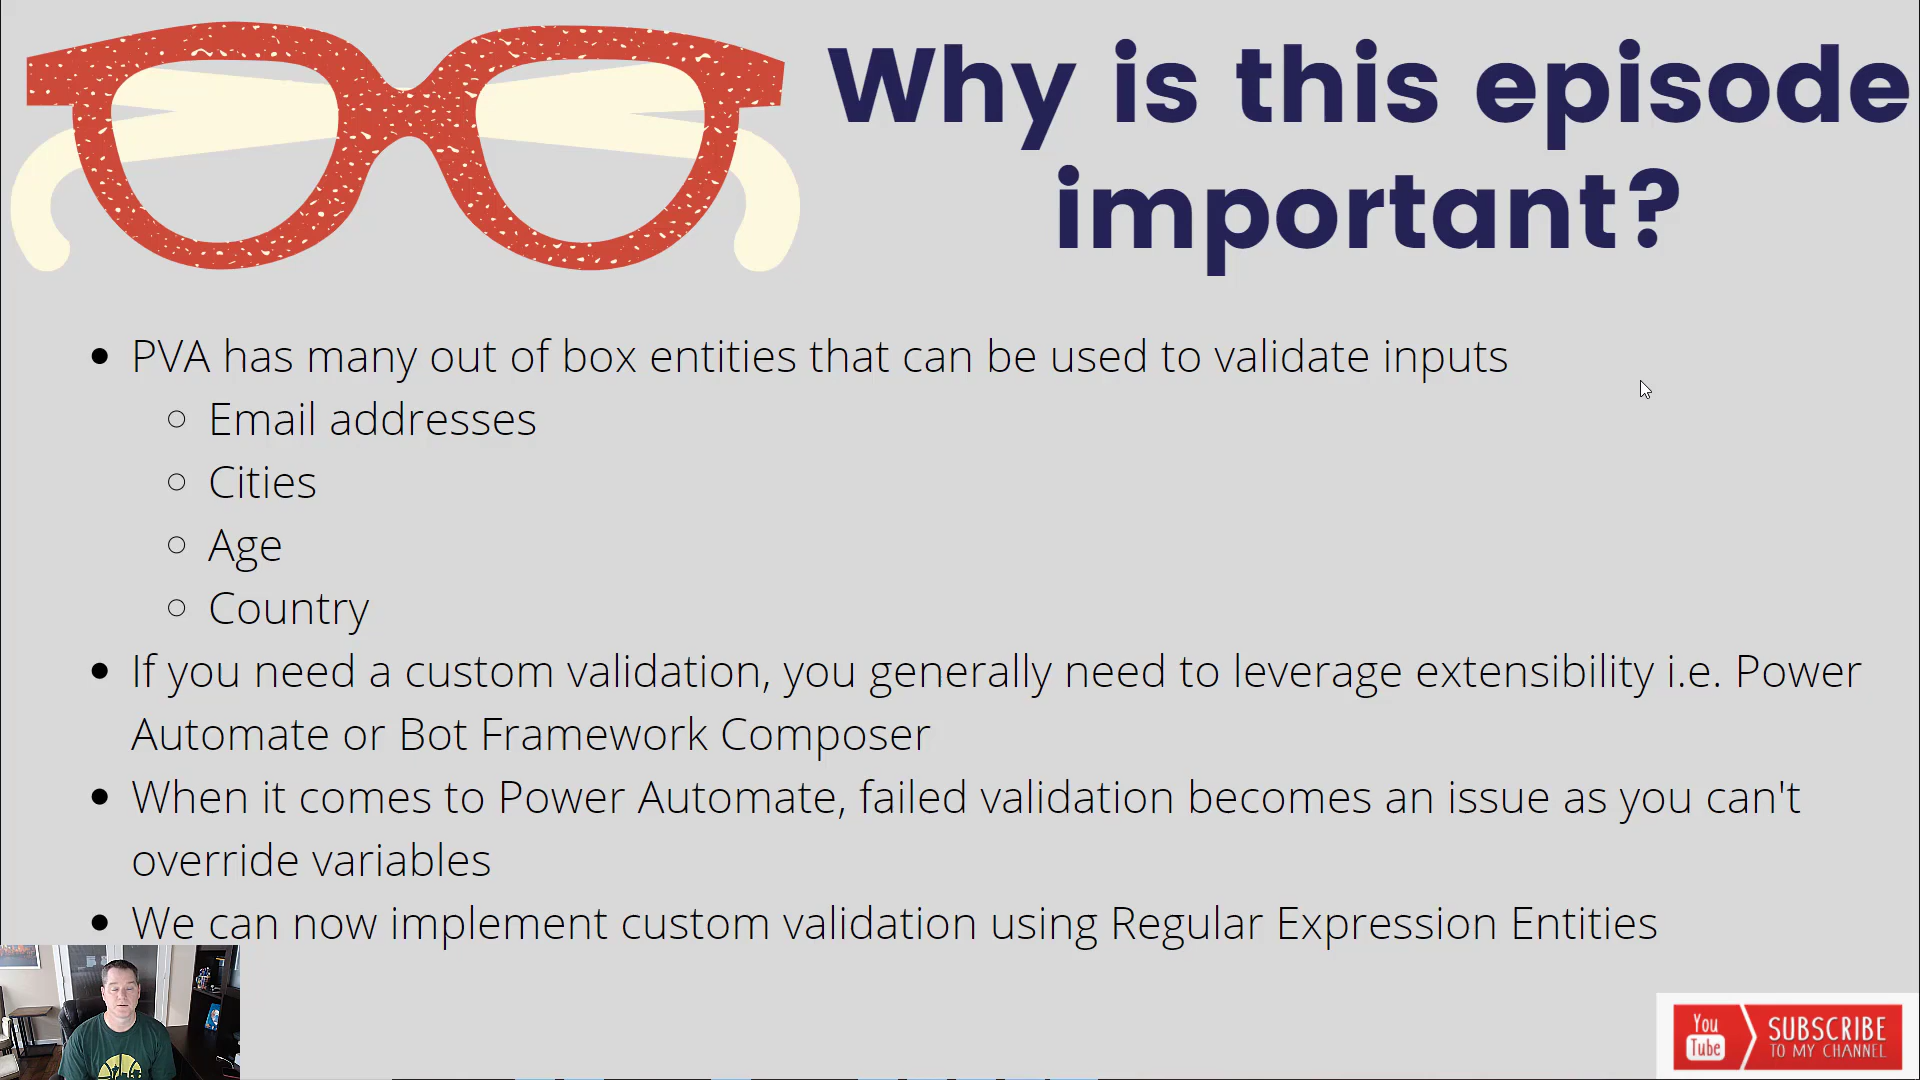 Why is this episode
important?
PVA has many out of box entities that can be used to validate inputs
Email addresses
Cities
Age
Country
If you need a custom validation, you generally need to leverage extensibility i.e. Power
Automate or Bot Framework Composer
When it comes to Power Automate, failed validation becomes an issue as you can't
override variables
We can now implement custom validation using Regular Expression Entities
You
Tube
SUBSCRIBE
TO MY CHANNEL